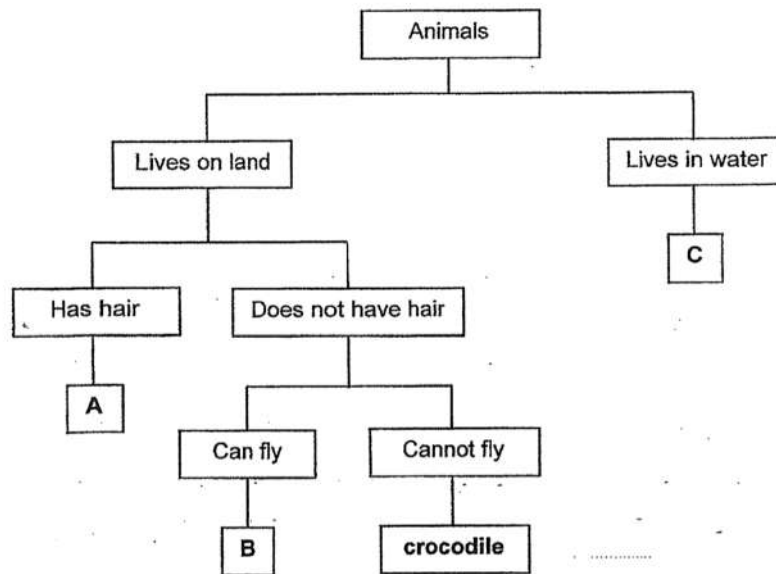 Animals
Lives on land
Lives in water
C
Has hair
Does not have hair
A
Can fly
Cannot fly
B
crocodile